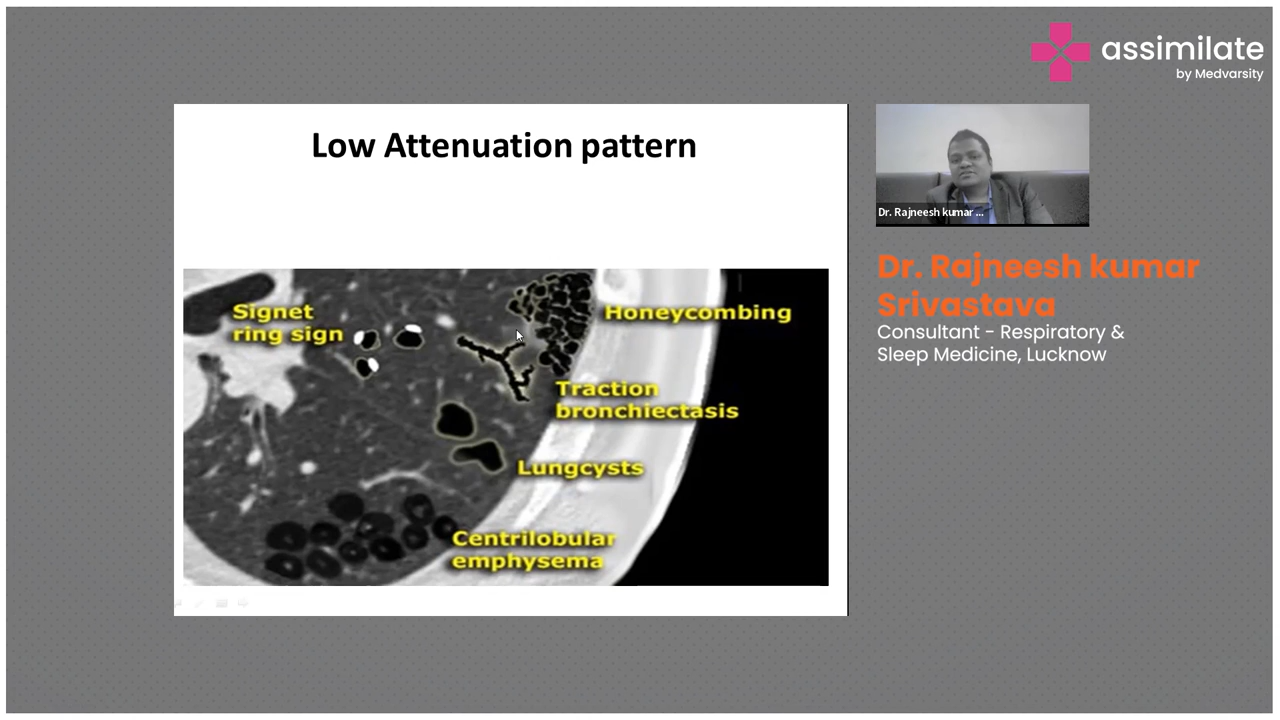 assimilate
by Medvarsity
Low Attenuation pattern
Signet
ring sign
Honeycombing
Traction
bronchiectasis
Lungcysts
Centrilobular
emphysema
Dr. Rajneesh kumar ...
Dr. Rajneesh kumar
Srivastava
Consultant - Respiratory &
Sleep Medicine, Lucknow